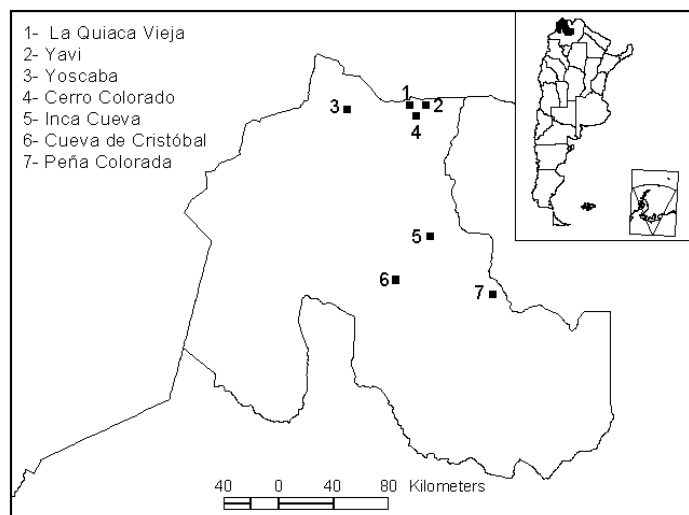 1- La Quiaca Vieja
2- Yavi
3- Yoscaba
4- Cerro Colorado
5- Inca Cueva
6- Cueva de Cristóbal
7- Peña Colorada
3
1
2
4
5
6
7
40 0 40 80 Kilometers